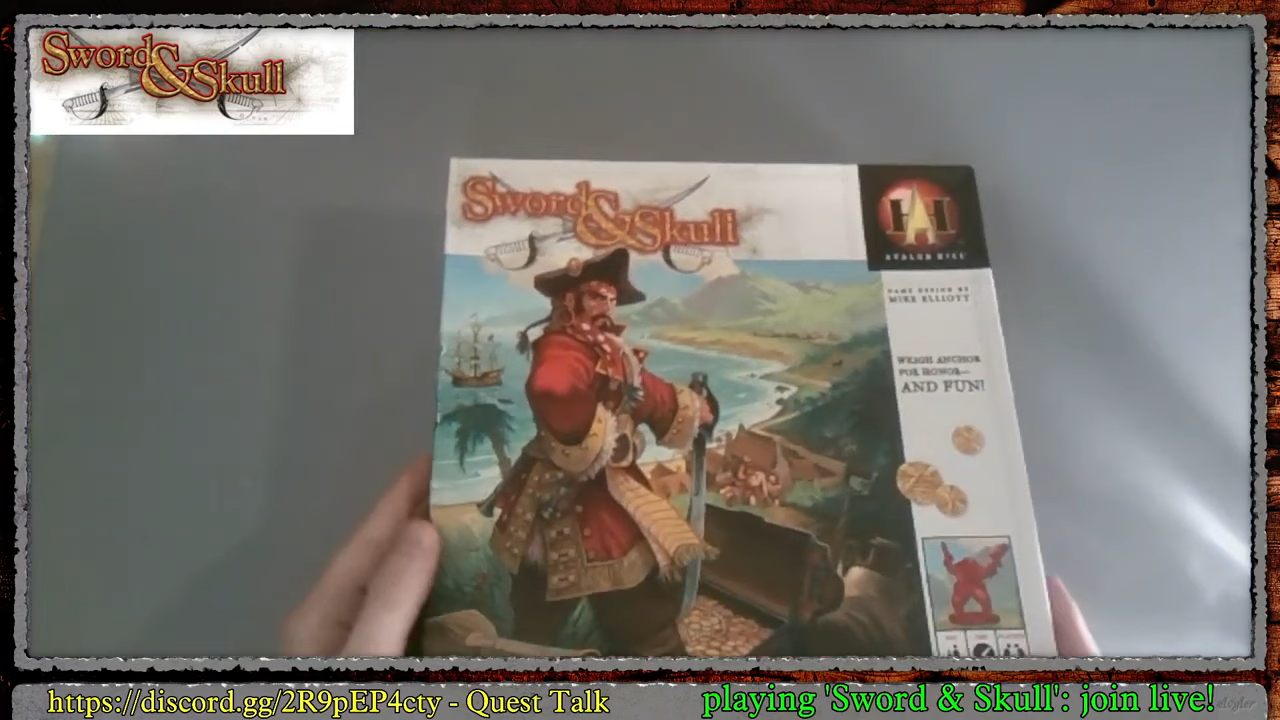 Sword & Skull
Sword & Skull
AVALON HILL
GAME DESIGN BY
MIKE ELLIOTT
WEIGH ANCHOR
FOR HONOR—
AND FUN!
https://discord.gg/2R9pEP4cty - Quest Talk
playing 'Sword & Skull': join live!